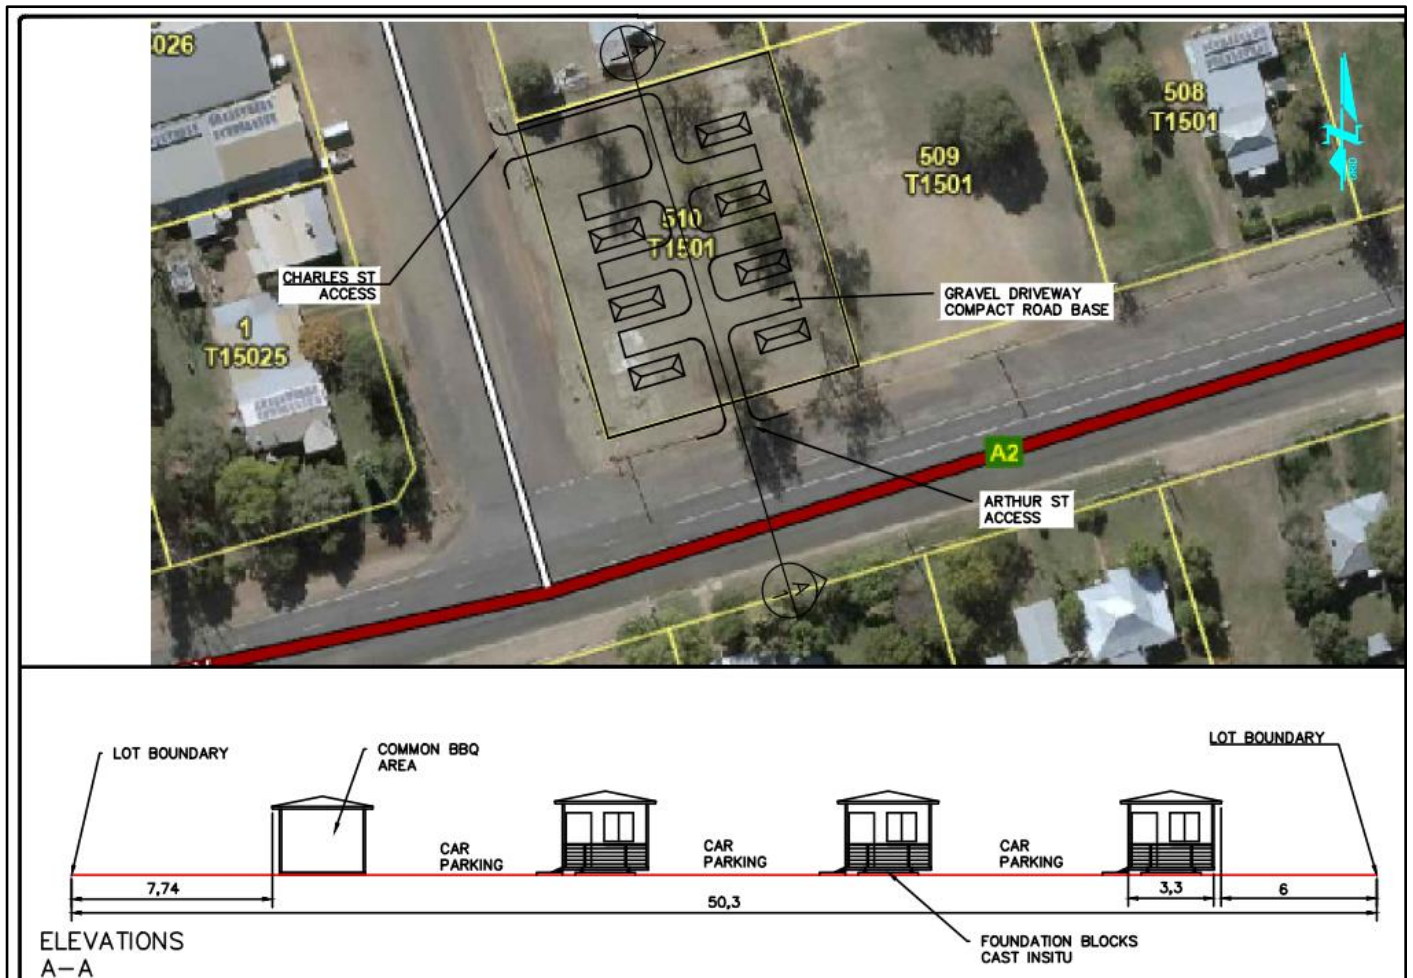 026
508
T1501
509
T1501
510
T1501
1
T15025
CHARLES ST
ACCESS
GRAVEL DRIVEWAY
COMPACT ROAD BASE
ARTHUR ST
ACCESS
A2
GRID
A
A
LOT BOUNDARY
COMMON BBQ
AREA
LOT BOUNDARY
CAR
PARKING
CAR
PARKING
CAR
PARKING
7,74
50,3
3,3
6
FOUNDATION BLOCKS
CAST INSITU
ELEVATIONS
A-A